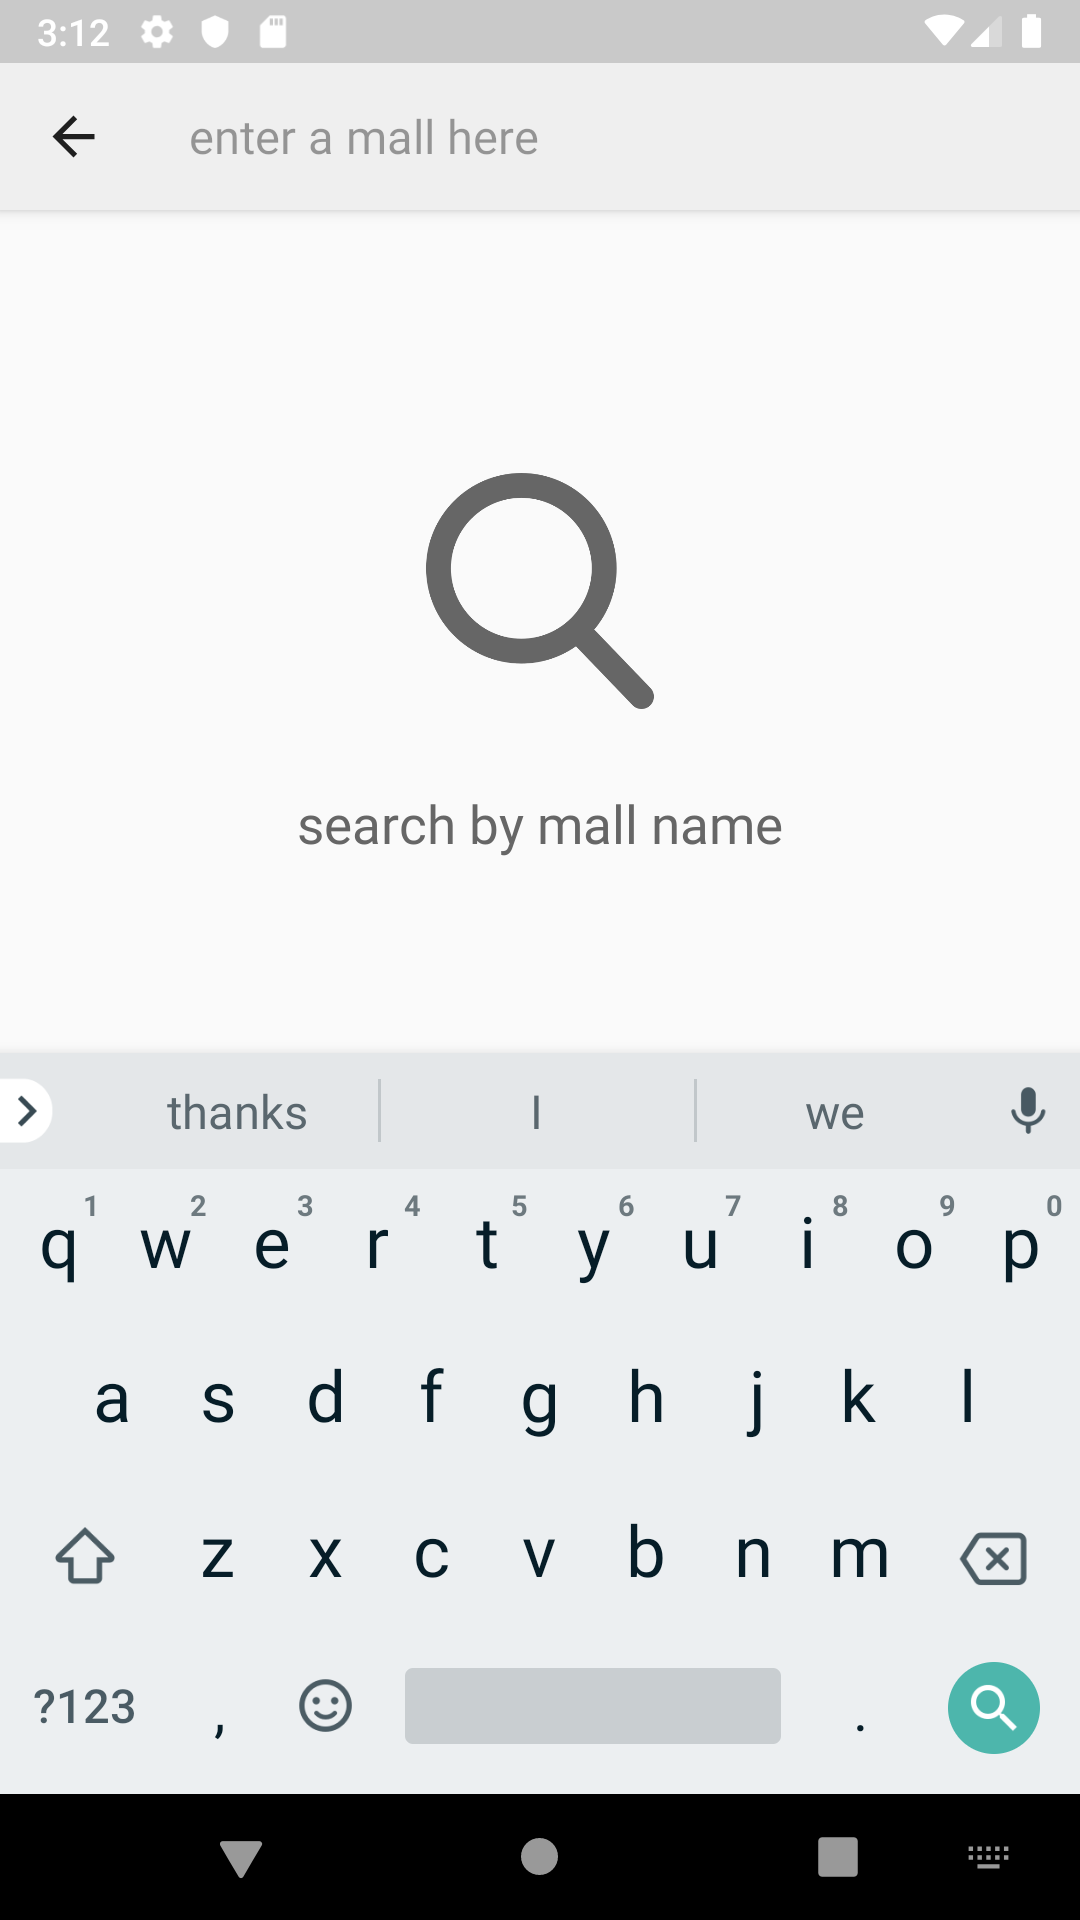 3:12
enter a mall here
search by mall name
thanks I we
1 2 3 4 5 6 7 8 9 0
q w e r t y u i o p
a s d f g h j k l
z x c v b n m
?123 , .